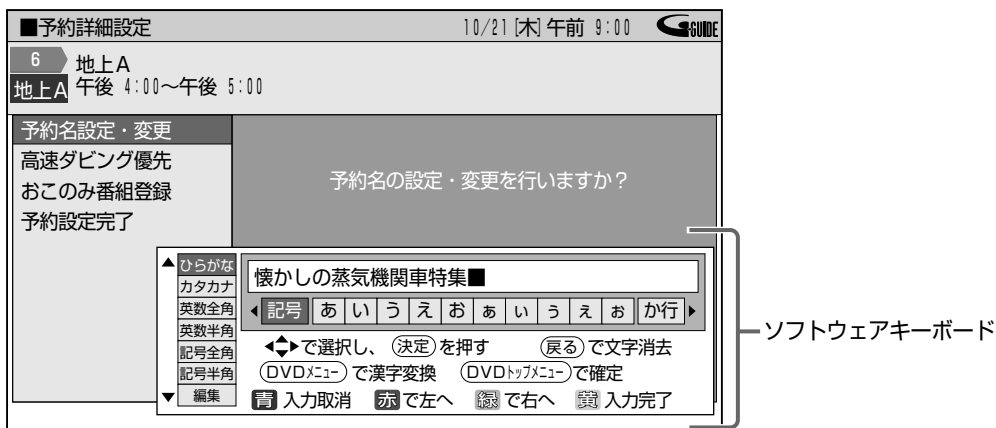 ■予約詳細設定 10/21 [木] 午前 9:00 GGUIDE
6 地上A
地上A 午後 4:00～午後 5:00
予約名設定・変更
高速ダビング優先
おこのみ番組登録
予約設定完了
予約名の設定・変更を行いますか？
▲ ひらがな
カタカナ
英数全角
英数半角
記号全角
記号半角
▼ 編集
懐かしの蒸気機関車特集■
◀ 記号 あ い う え お ぁ ぃ ぅ ぇ ぉ か行 ▶
で選択し、 決定 を押す 戻る で文字消去
DVDメニュー で漢字変換 DVDトップメニュー で確定
青 入力取消 赤 で左へ 緑 で右へ 黄 入力完了
ソフトウェアキーボード